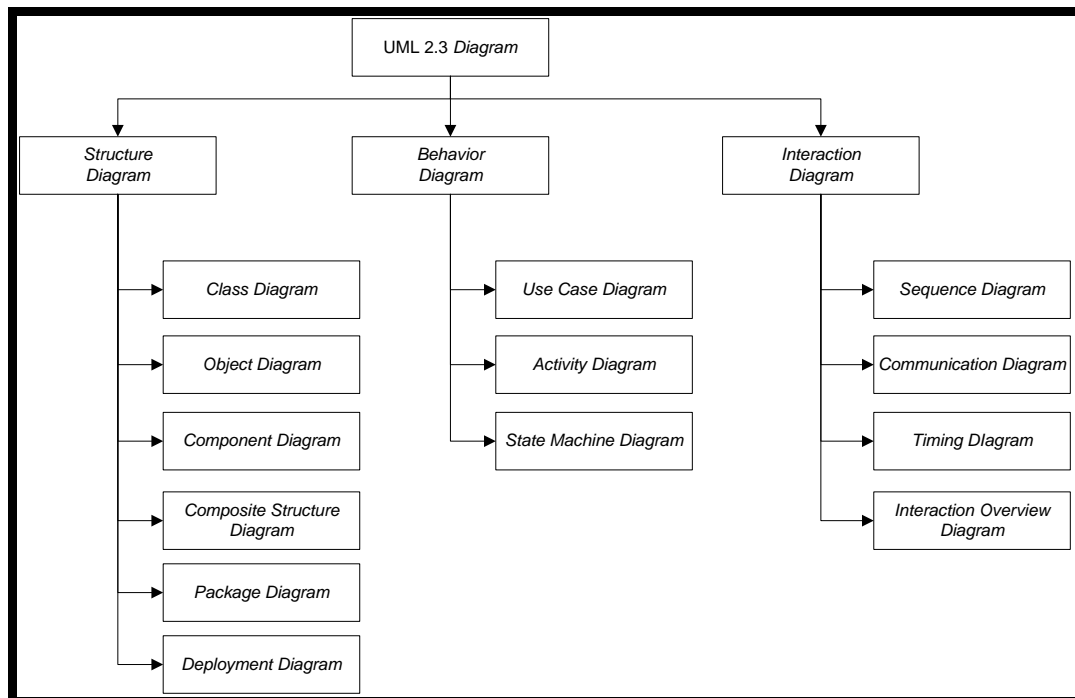 UML 2.3 Diagram
Structure
Diagram
Behavior
Diagram
Interaction
Diagram
Class Diagram
Object Diagram
Component Diagram
Composite Structure
Diagram
Package Diagram
Deployment Diagram
Use Case Diagram
Activity Diagram
State Machine Diagram
Sequence Diagram
Communication Diagram
Timing DIagram
Interaction Overview
Diagram